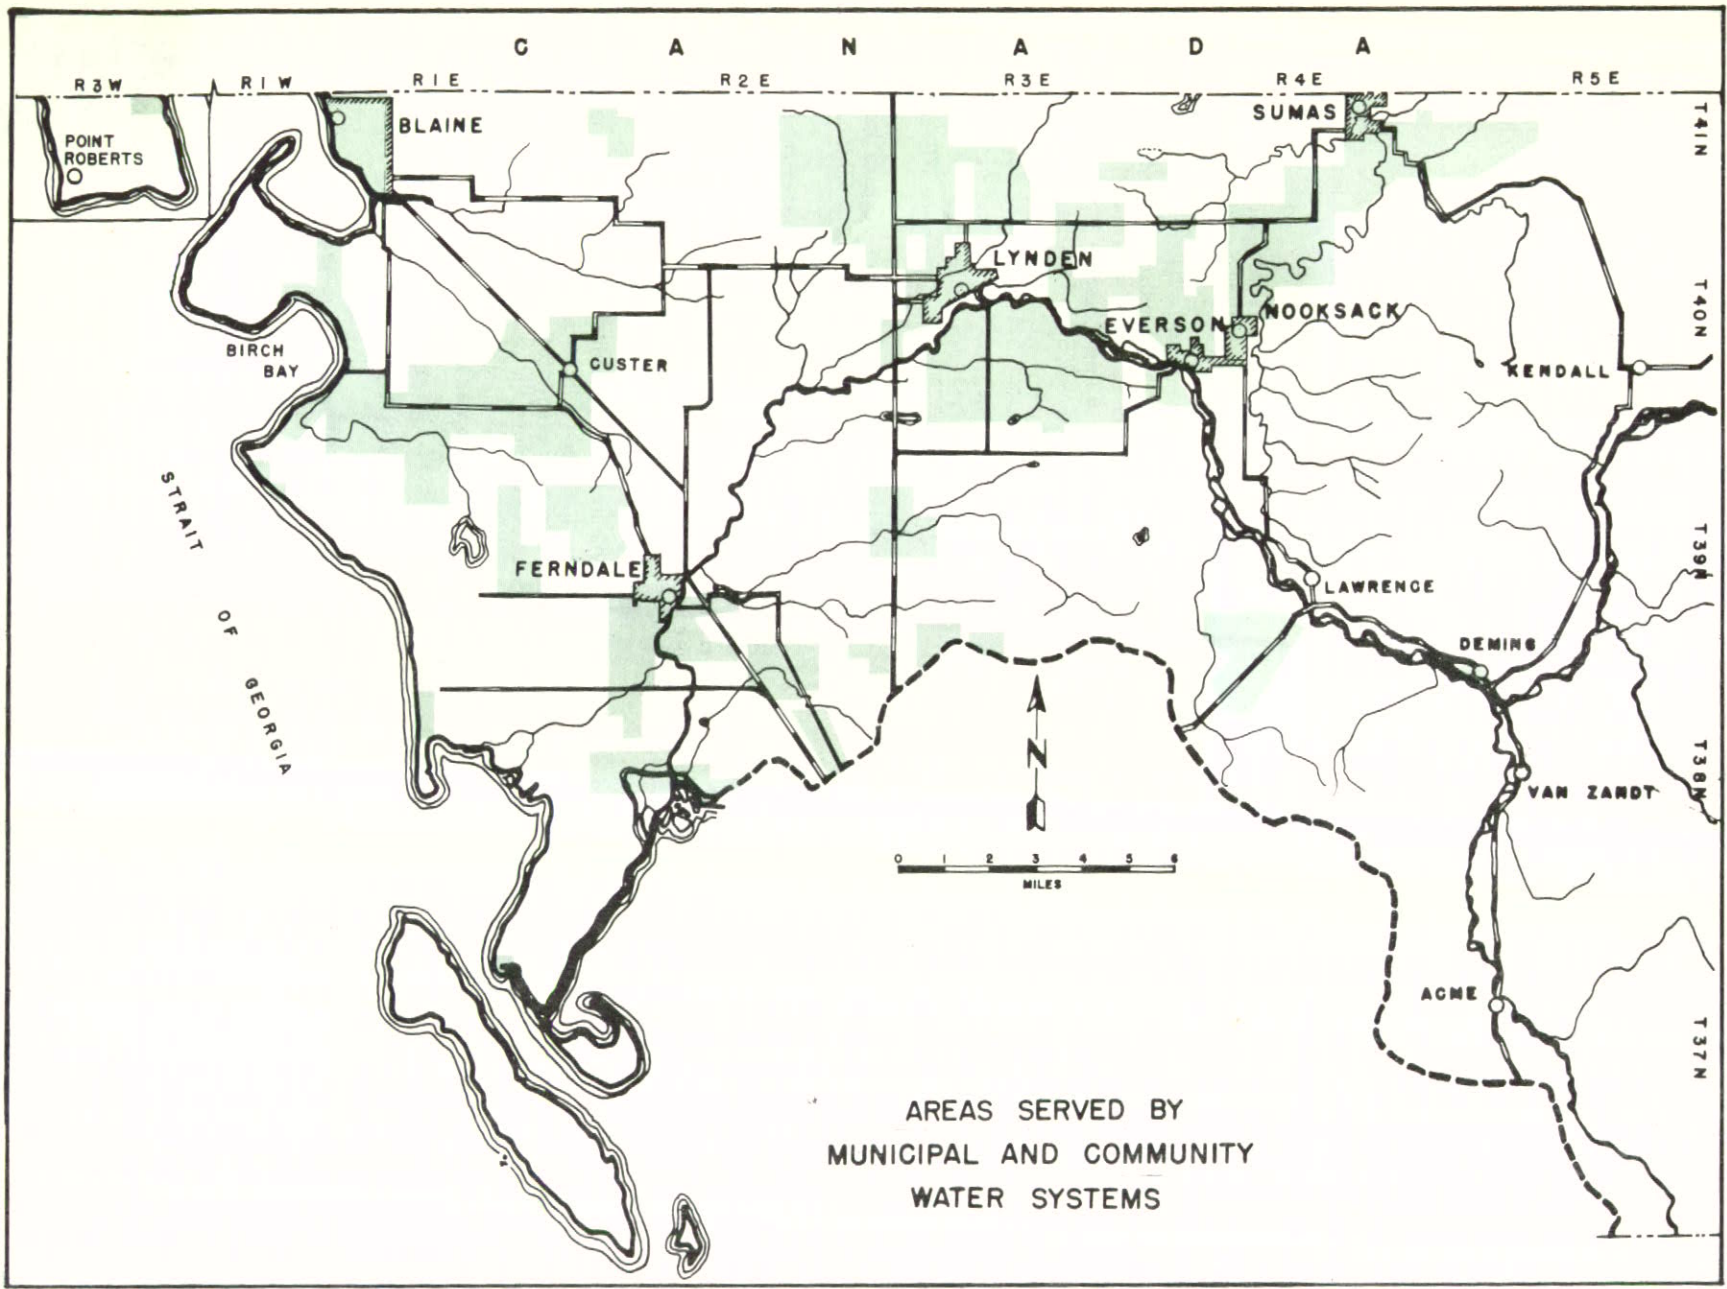 C A N A D A
R3W R1W R1E R2E R3E R4E R5E
POINT
ROBERTS
BLAINE
SUMAS
T41N
LYNDEN
T40N
EVERSON
NOOKSACK
BIRCH
BAY
CUSTER
KENDALL
STRAIT OF GEORGIA
FERNDALE
T39N
LAWRENCE
DEMING
N
T38N
VAN ZANDT
0 1 2 3 4 5 6
MILES
ACME
T37N
AREAS SERVED BY
MUNICIPAL AND COMMUNITY
WATER SYSTEMS